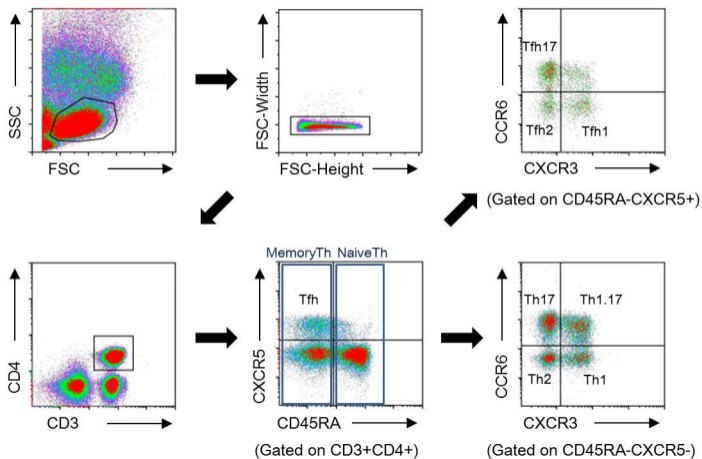 SSC
FSC
FSC-Width
FSC-Height
CCR6
Tfh17
Tfh2
Tfh1
CXCR3
(Gated on CD45RA-CXCR5+)
CD4
CD3
MemoryTh NaiveTh
Tfh
CXCR5
CD45RA
(Gated on CD3+CD4+)
CCR6
Th17
Th1.17
Th2
Th1
CXCR3
(Gated on CD45RA-CXCR5-)